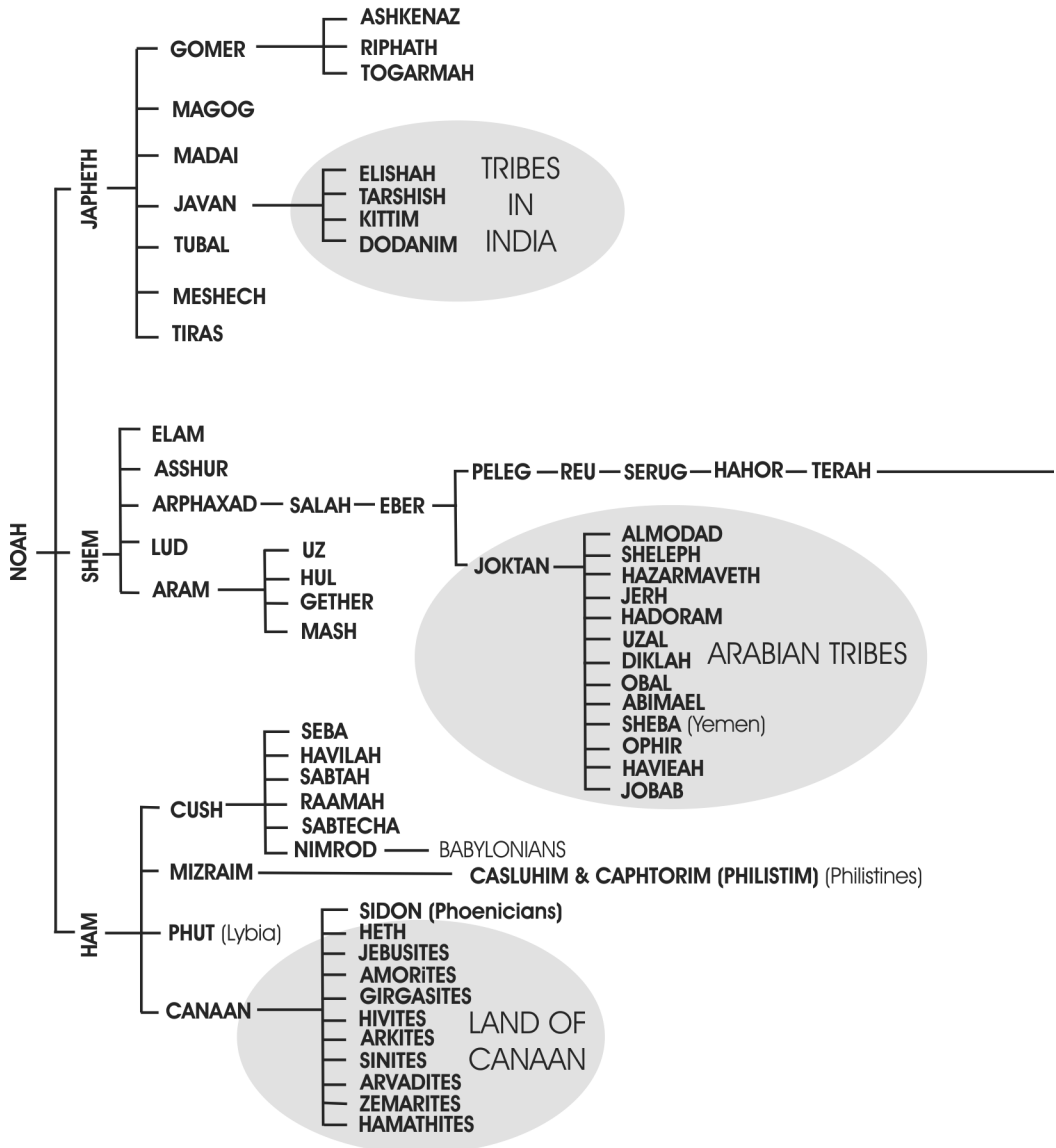 ASHKENAZ
GOMER
RIPHATH
TOGARMAH
MAGOG
MADAI
JAPHETH
ELISHAH
TARSHISH
JAVAN
KITTIM
DODANIM
TRIBES
IN
INDIA
TUBAL
MESHECH
TIRAS
NOAH
SHEM
ELAM
ASSHUR
ARPHAXAD
SALAH
EBER
PELEG
REU
SERUG
HAHOR
TERAH
LUD
ARAM
UZ
HUL
GETHER
MASH
JOKTAN
ALMODAD
SHELEPH
HAZARMAVETH
JERH
HADORAM
UZAL
DIKLAH
OBAL
ABIMAEL
SHEBA (Yemen)
OPHIR
HAVIEAH
JOBAB
ARABIAN TRIBES
HAM
CUSH
SEBA
HAVILAH
SABTAH
RAAMAH
SABTECHA
NIMROD
BABYLONIANS
MIZRAIM
CASLUHIM & CAPHTORIM (PHILISTIM) (Philistines)
PHUT (Lybia)
CANAAN
SIDON (Phoenicians)
HETH
JEBUSITES
AMORiTES
GIRGASITES
HIVITES
ARKITES
SINITES
ARVADITES
ZEMARITES
HAMATHITES
LAND OF
CANAAN